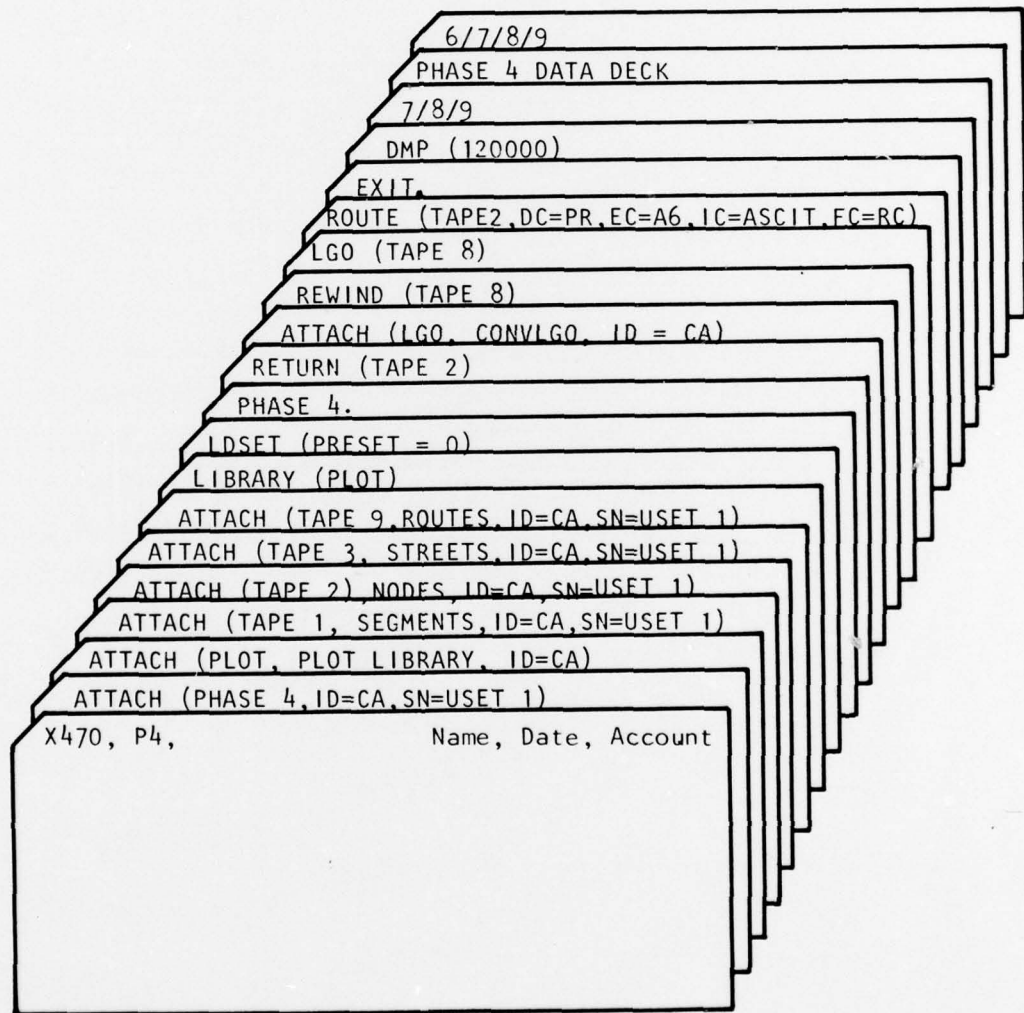 6/7/8/9
PHASE 4 DATA DECK
7/8/9
DMP (120000)
EXIT.
ROUTE (TAPE2,DC=PR,EC=A6,IC=ASCIT,FC=RC)
LGO (TAPE 8)
REWIND (TAPE 8)
ATTACH (LGO, CONVLGO, ID = CA)
RETURN (TAPE 2)
PHASE 4.
LDSET (PRESET = 0)
LIBRARY (PLOT)
ATTACH (TAPE 9,ROUTES,ID=CA,SN=USET 1)
ATTACH (TAPE 3, STREETS,ID=CA,SN=USET 1)
ATTACH (TAPE 2),NODES,ID=CA,SN=USET 1)
ATTACH (TAPE 1, SEGMENTS,ID=CA,SN=USET 1)
ATTACH (PLOT, PLOT LIBRARY, ID=CA)
ATTACH (PHASE 4,ID=CA,SN=USET 1)
X470, P4, Name, Date, Account